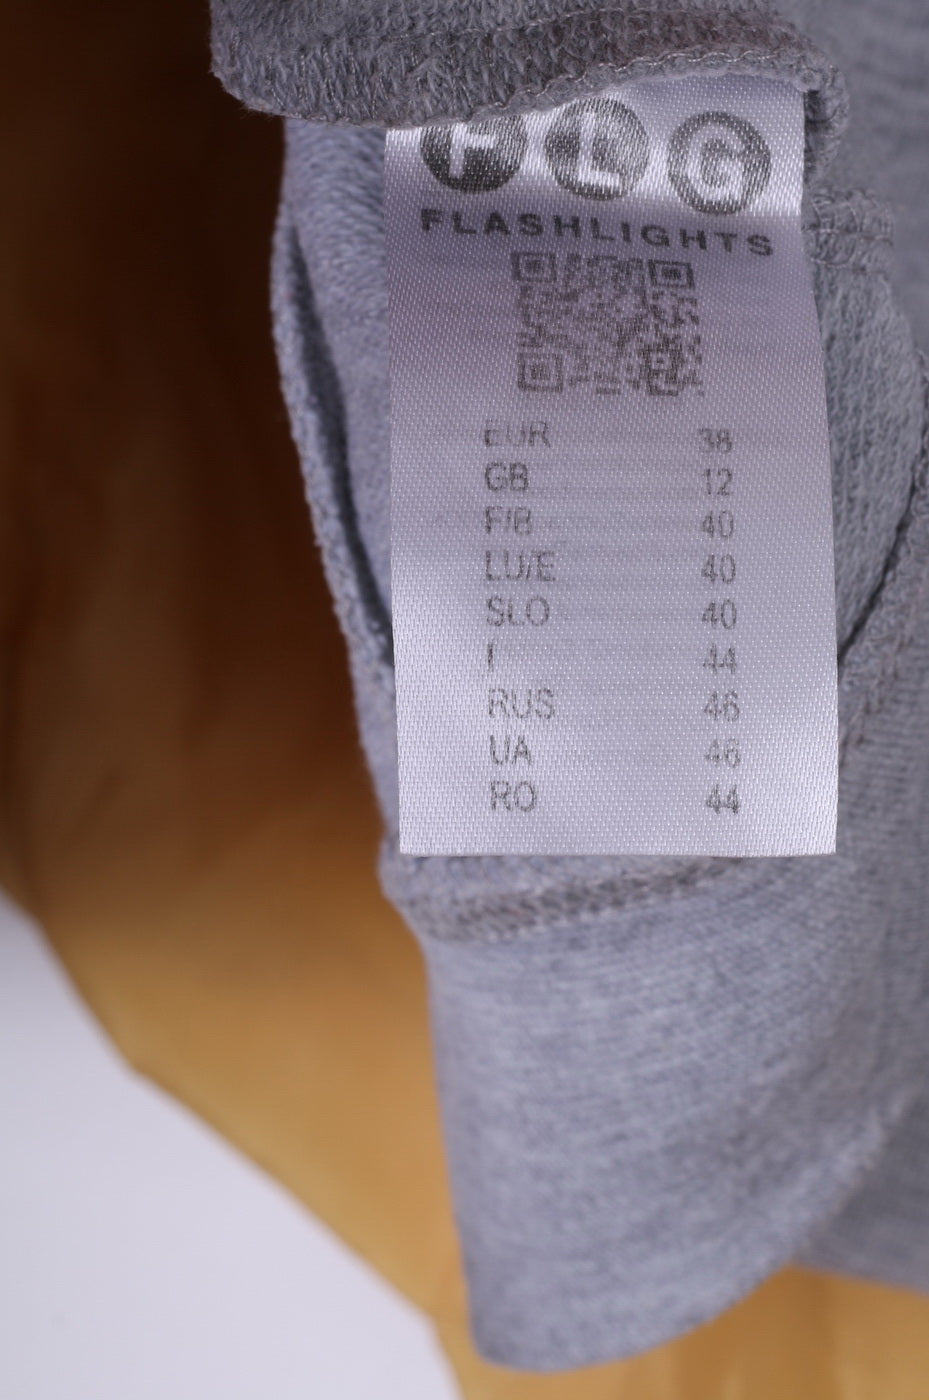 FLG
FLASHLIGHTS
EUR 38
GB 12
F/B 40
LU/E 40
SLO 40
I 44
RUS 46
UA 46
RO 44